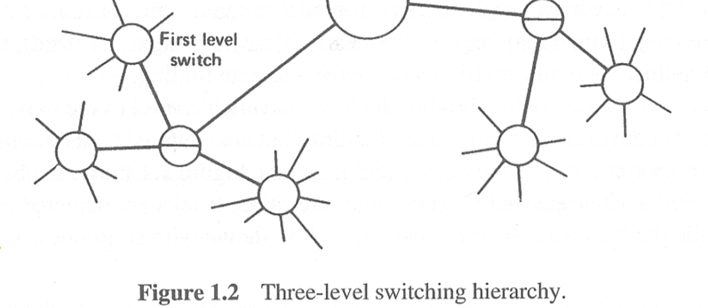 First level
switch
Figure 1.2 Three-level switching hierarchy.